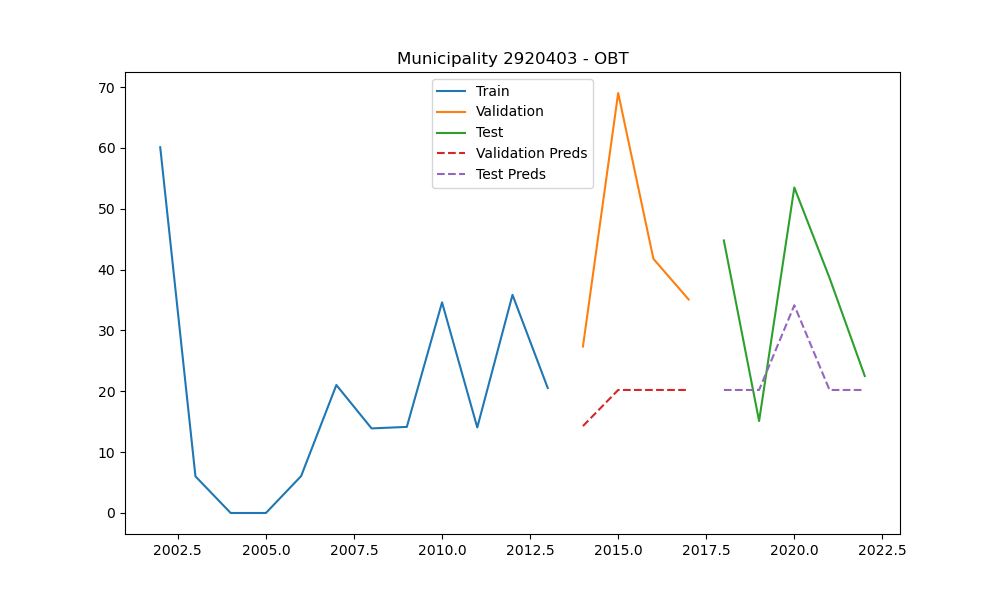 Municipality 2920403 - OBT
Train
Validation
Test
Validation Preds
Test Preds
70
60
50
40
30
20
10
0
2002.5 2005.0 2007.5 2010.0 2012.5 2015.0 2017.5 2020.0 2022.5